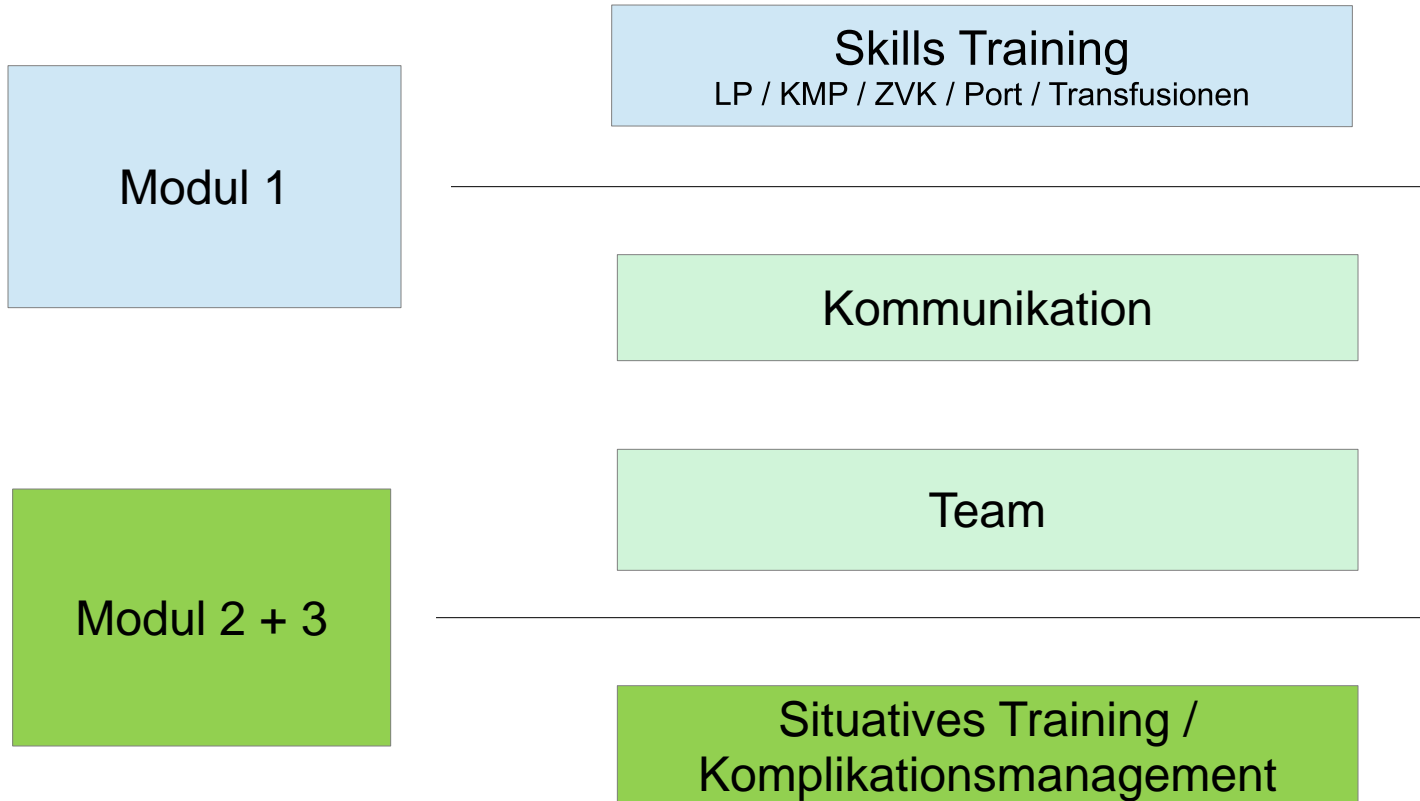 Skills Training
LP / KMP / ZVK / Port / Transfusionen
Modul 1
Kommunikation
Team
Modul 2 + 3
Situatives Training /
Komplikationsmanagement